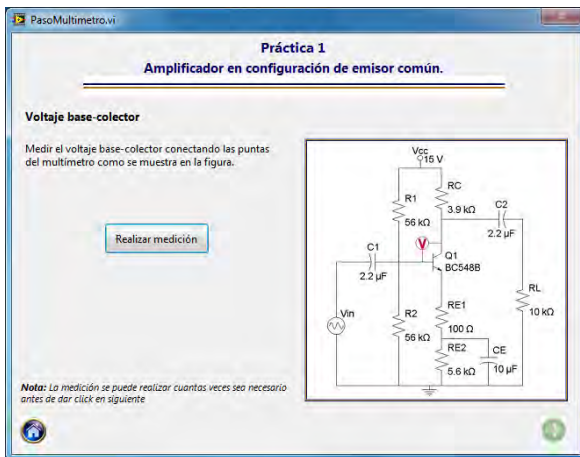 PasoMultimetro.vi
Práctica 1
Amplificador en configuración de emisor común.
Voltaje base-colector
Medir el voltaje base-colector conectando las puntas
del multímetro como se muestra en la figura.
Realizar medición
Vcc
15 V
RC
3.9 kΩ
R1
56 kΩ
C2
2.2 µF
V
C1
2.2 µF
Q1
BC548B
RL
10 kΩ
Vin
R2
56 kΩ
RE1
100 Ω
RE2
5.6 kΩ
CE
10 µF
Nota: La medición se puede realizar cuantas veces sea necesario
antes de dar click en siguiente